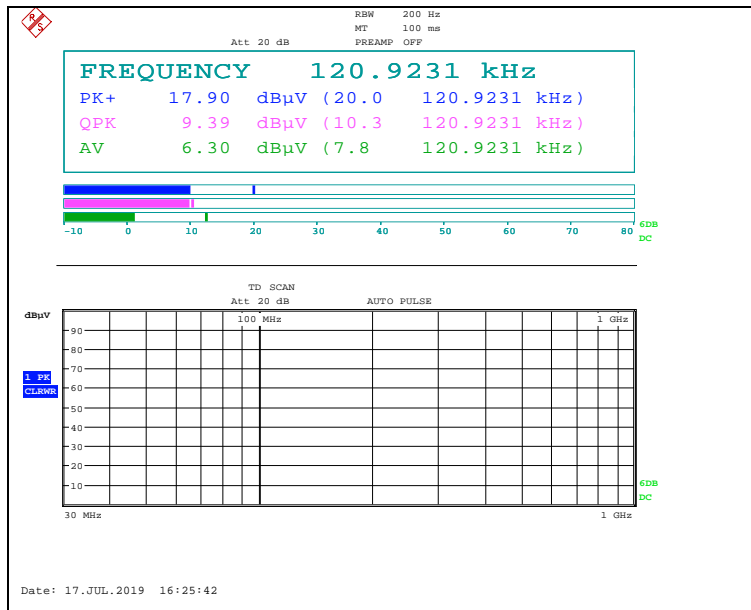 R S
RBW 200 Hz
MT 100 ms
Att 20 dB PREAMP OFF
FREQUENCY 120.9231 kHz
PK+ 17.90 dBµV (20.0 120.9231 kHz)
QPK 9.39 dBµV (10.3 120.9231 kHz)
AV 6.30 dBµV (7.8 120.9231 kHz)
-10 0 10 20 30 40 50 60 70 80
6DB
DC
TD SCAN
Att 20 dB AUTO PULSE
dBµV
100 MHz 1 GHz
90
80
70
1 PK
60
CLRWR
50
40
30
20
10
6DB
DC
30 MHz 1 GHz
Date: 17.JUL.2019 16:25:42